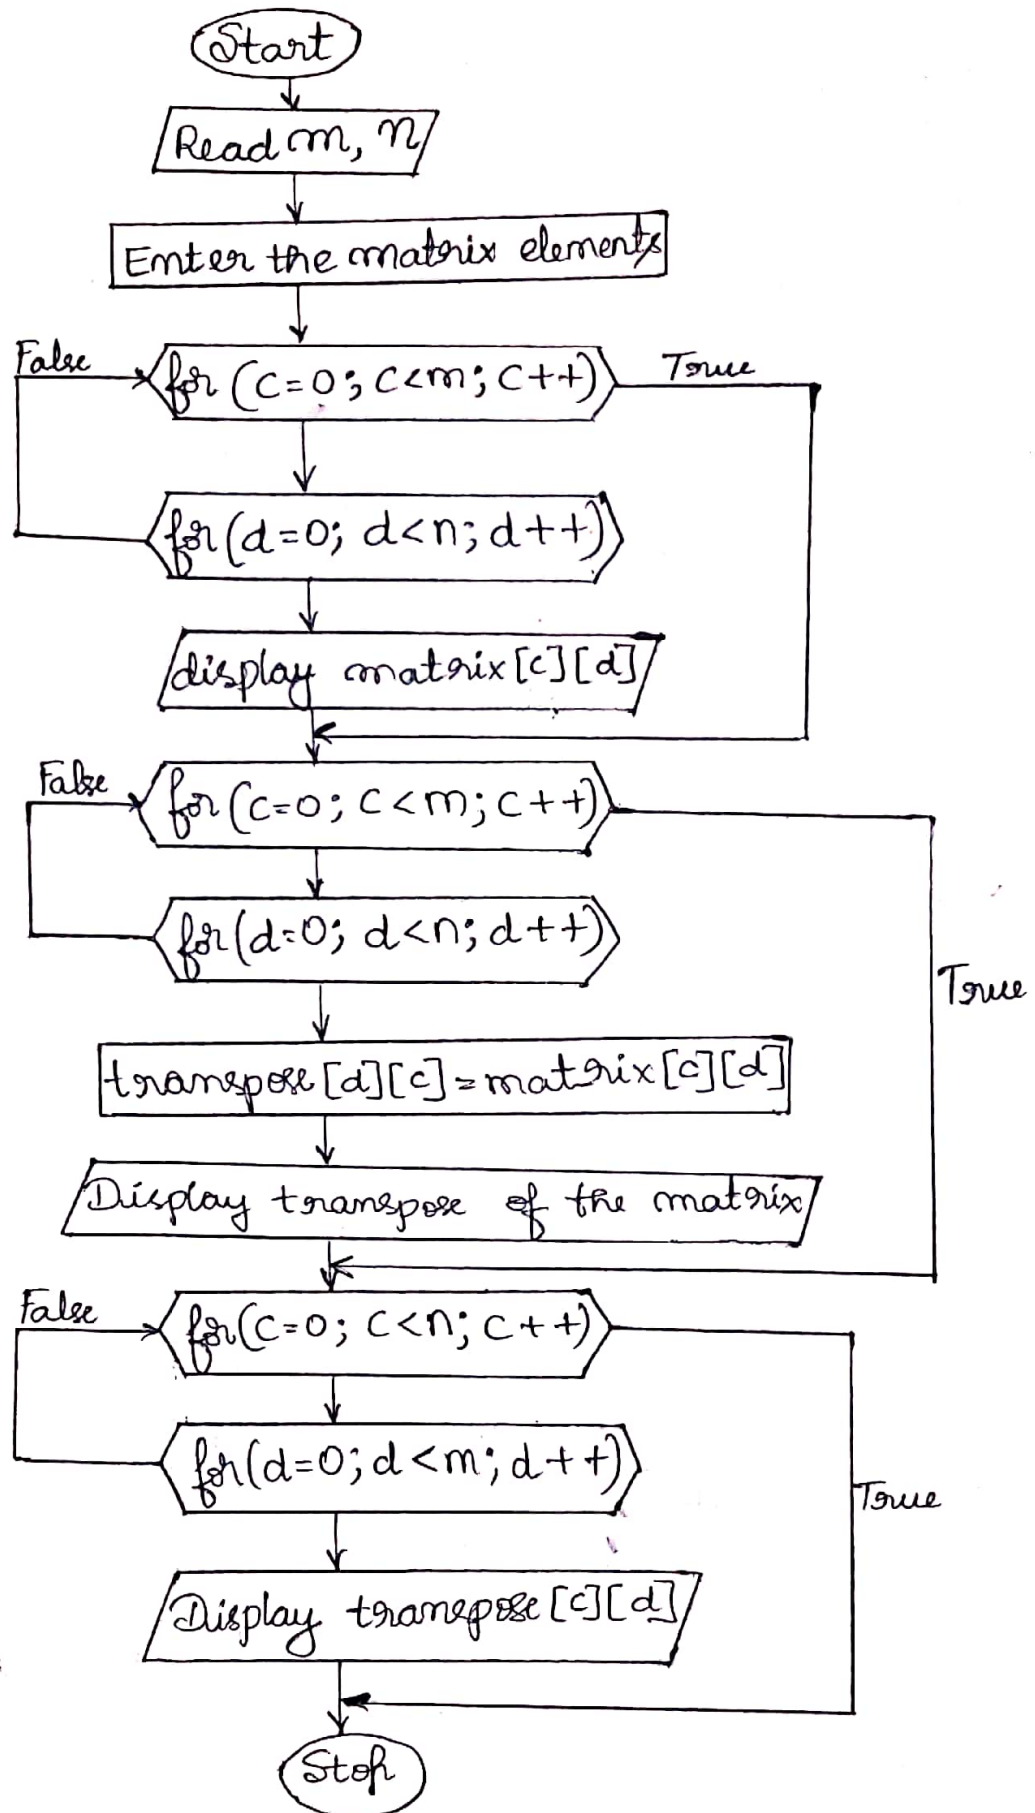 Start
Read m, n
Enter the matrix elements
False
for (c=0; c<m; c++)
True
for(d=0; d<n; d++)
display matrix[c][d]
False
for(c=0; c<m; c++)
for(d=0; d<n; d++)
True
transpose[d][c]=matrix[c][d]
Display transpose of the matrix
False
for(c=0; c<n; c++)
for(d=0; d<m; d++)
True
Display transpose[c][d]
Stop